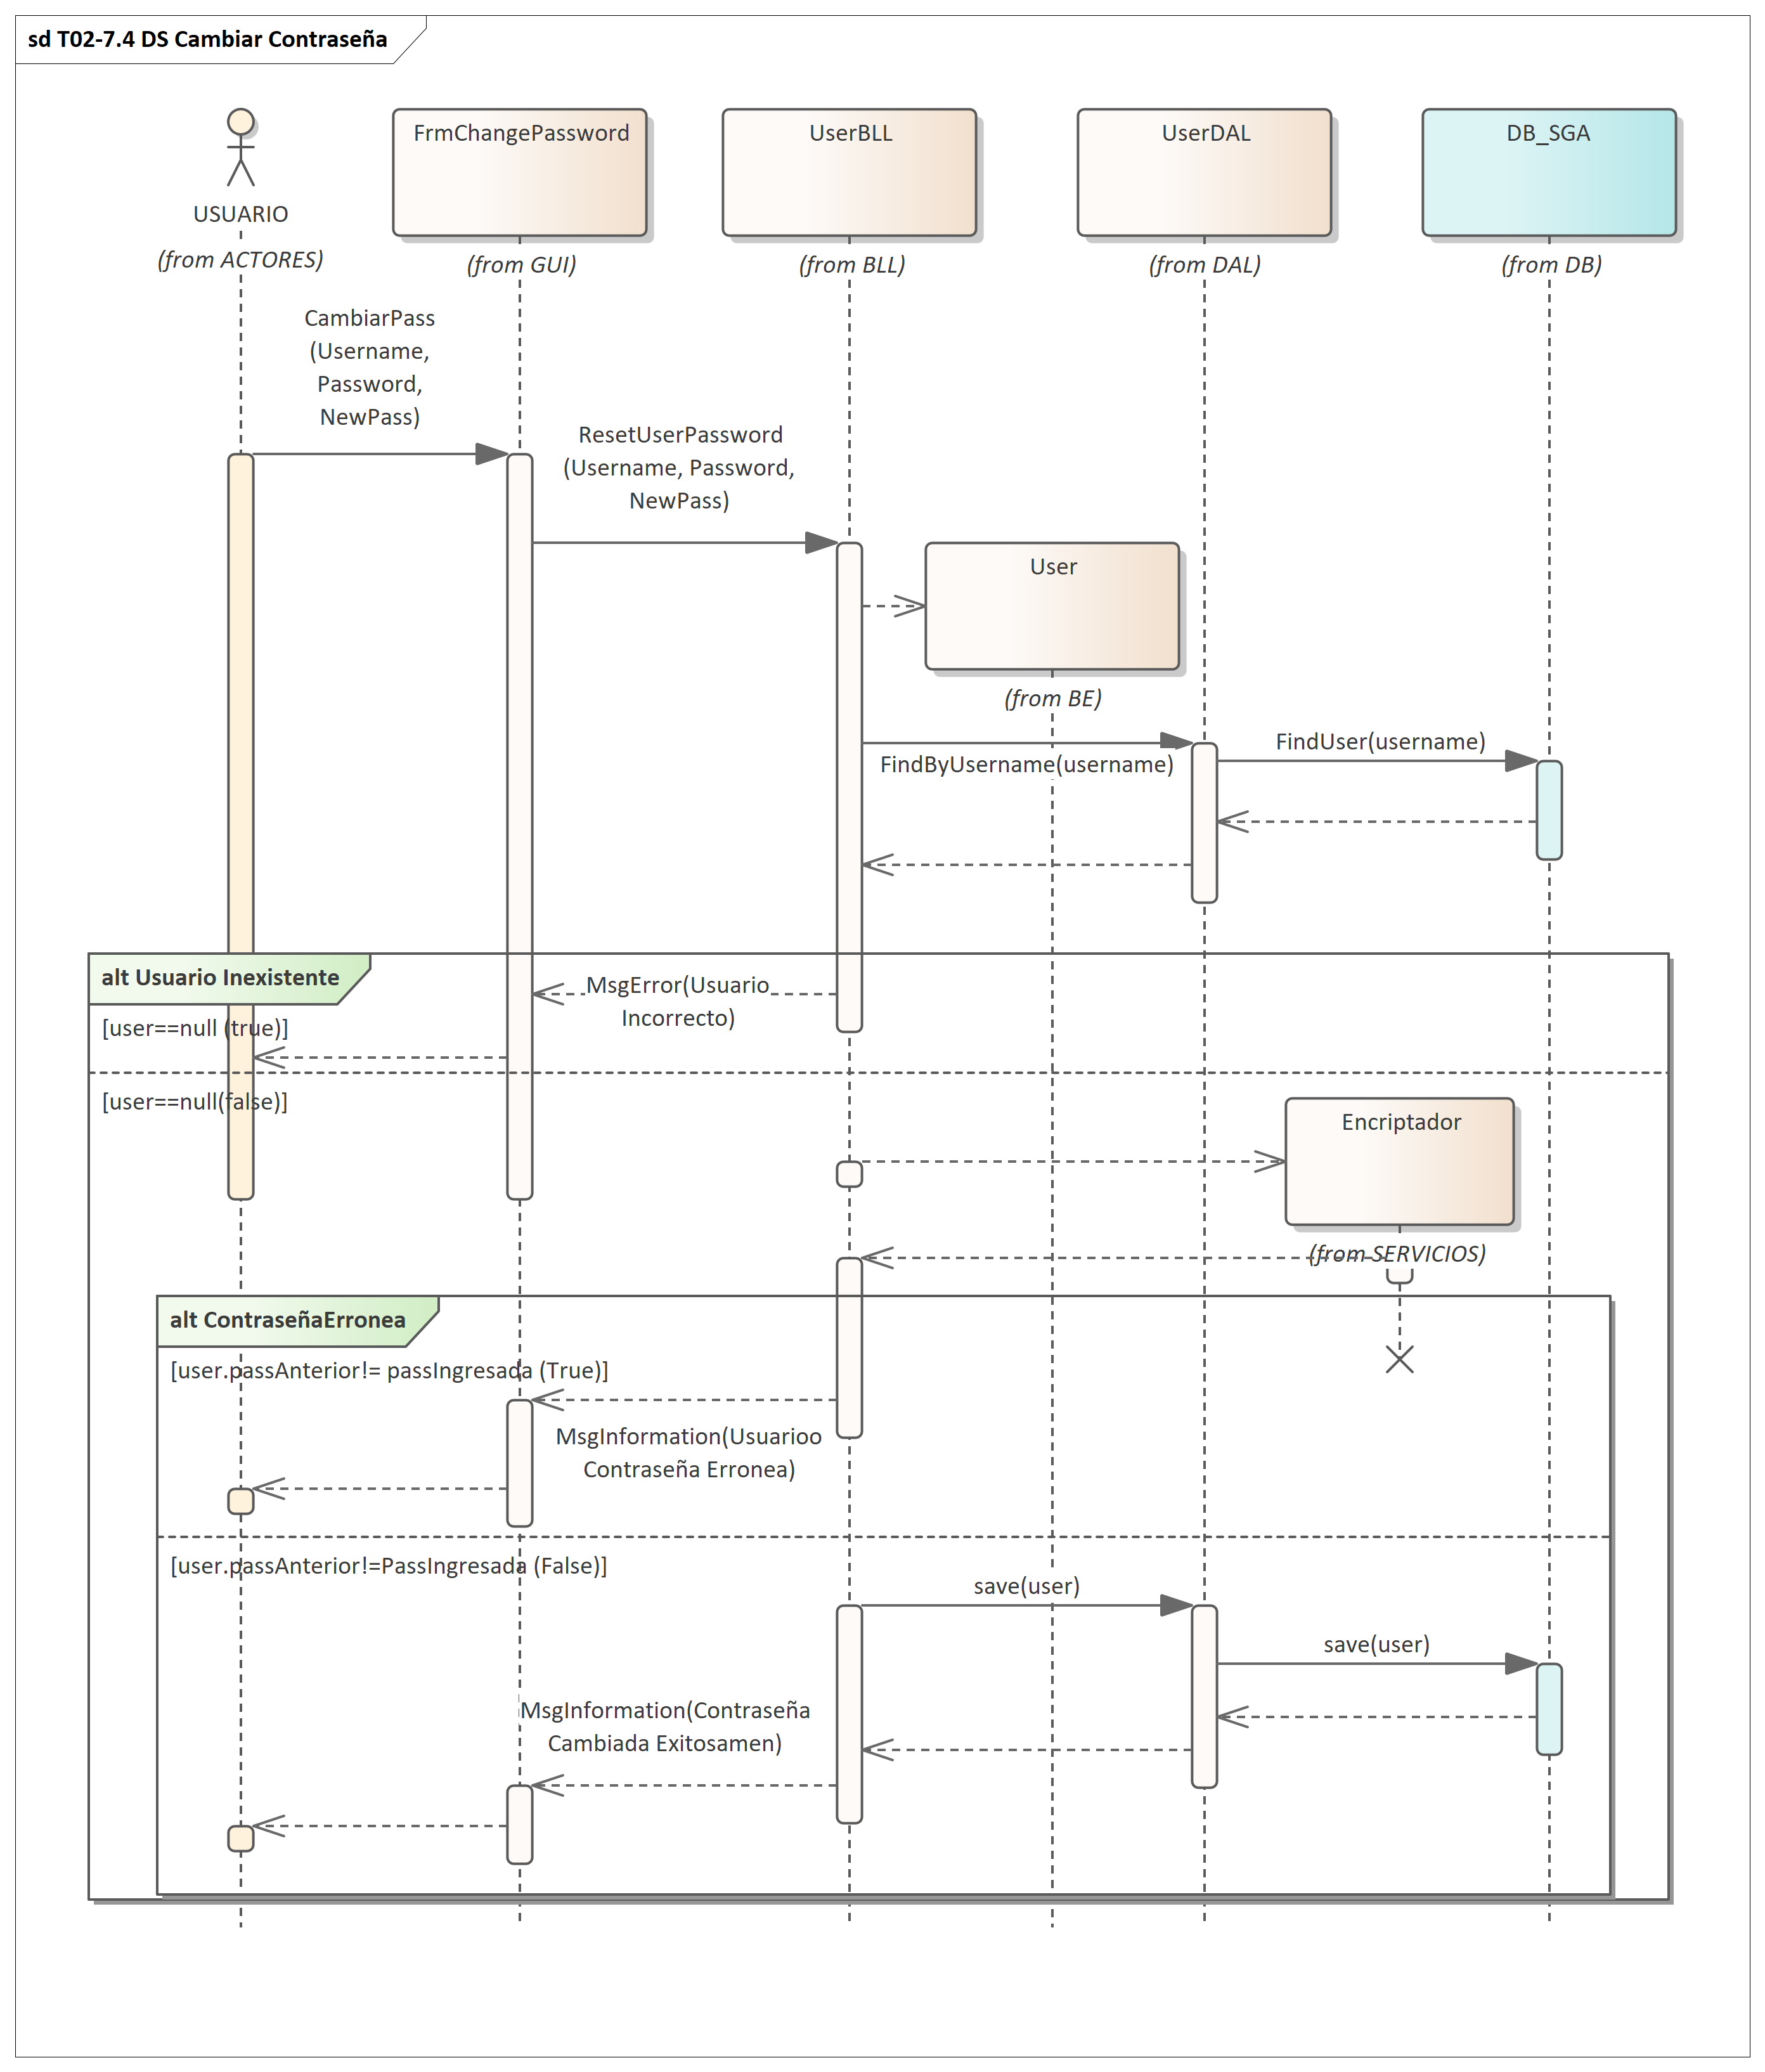 sd T02-7.4 DS Cambiar Contraseña
USUARIO
(from ACTORES)
FrmChangePassword
(from GUI)
UserBLL
(from BLL)
UserDAL
(from DAL)
DB_SGA
(from DB)
CambiarPass
(Username,
Password,
NewPass)
ResetUserPassword
(Username, Password,
NewPass)
User
(from BE)
FindByUsername(username)
FindUser(username)
alt Usuario Inexistente
MsgError(Usuario
Incorrecto)
[user==null (true)]
[user==null(false)]
Encriptador
(from SERVICIOS)
alt ContraseñaErronea
[user.passAnterior!= passIngresada (True)]
MsgInformation(Usuarioo
Contraseña Erronea)
[user.passAnterior!=PassIngresada (False)]
save(user)
save(user)
MsgInformation(Contraseña
Cambiada Exitosamen)